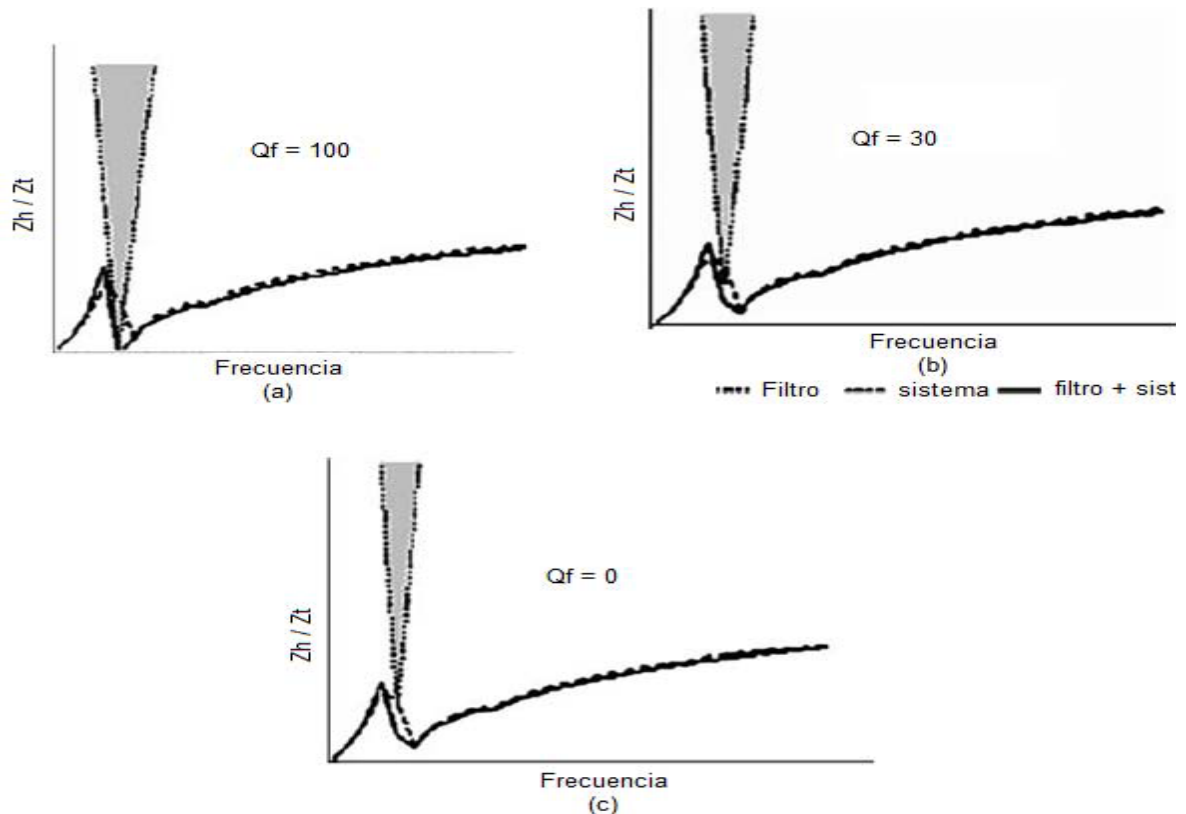 Zh / Zt
Qf = 100
Frecuencia
(a)
Zh / Zt
Qf = 30
Frecuencia
(b)
Filtro sistema filtro + sist
Zh / Zt
Qf = 0
Frecuencia
(c)